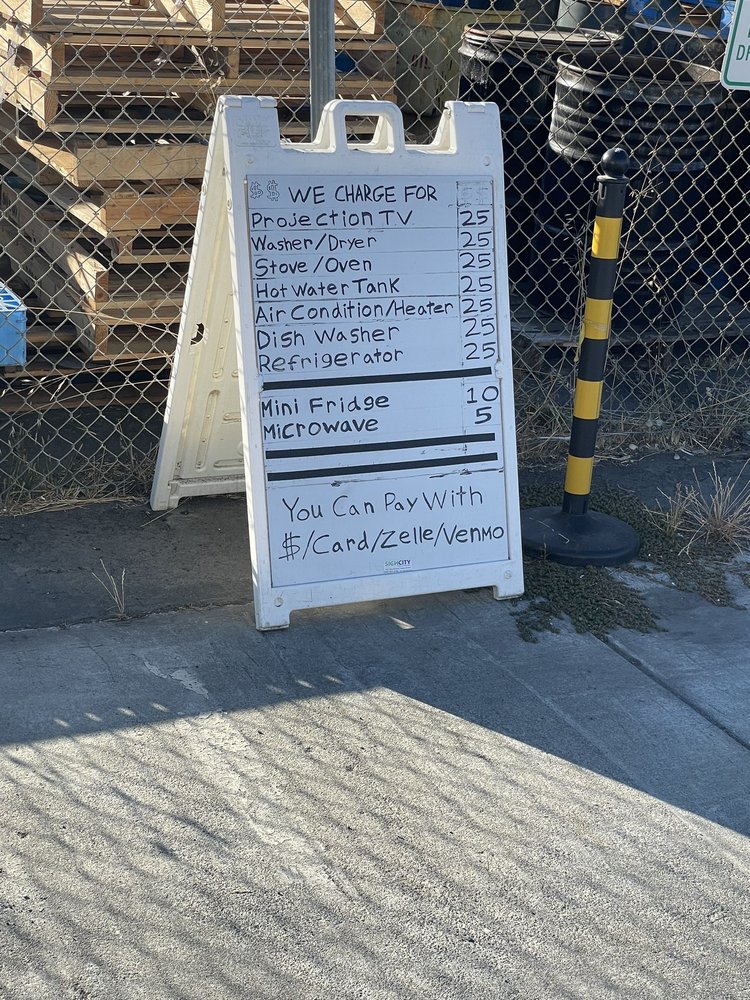 $$ WE CHARGE FOR
Projection TV 25
Washer/Dryer 25
Stove/Oven 25
Hot Water Tank 25
Air Condition/Heater 25
Dish Washer 25
Refrigerator 25
Mini Fridge 10
Microwave 5
You Can Pay With
$/Card/Zelle/Venmo
SIGNCITY